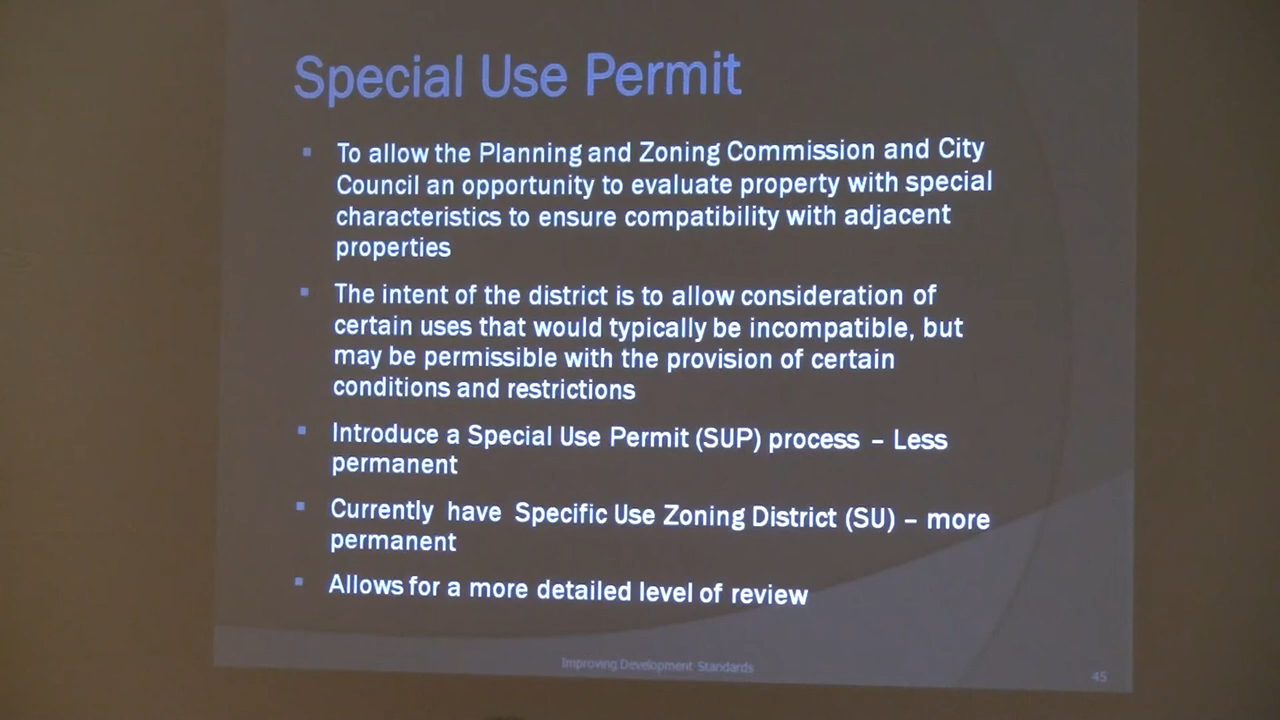 Special Use Permit
To allow the Planning and Zoning Commission and City
Council an opportunity to evaluate property with special
characteristics to ensure compatibility with adjacent
properties
The intent of the district is to allow consideration of
certain uses that would typically be incompatible, but
may be permissible with the provision of certain
conditions and restrictions
Introduce a Special Use Permit (SUP) process – Less
permanent
Currently have Specific Use Zoning District (SU) – more
permanent
Allows for a more detailed level of review
Improving Development Standards
45